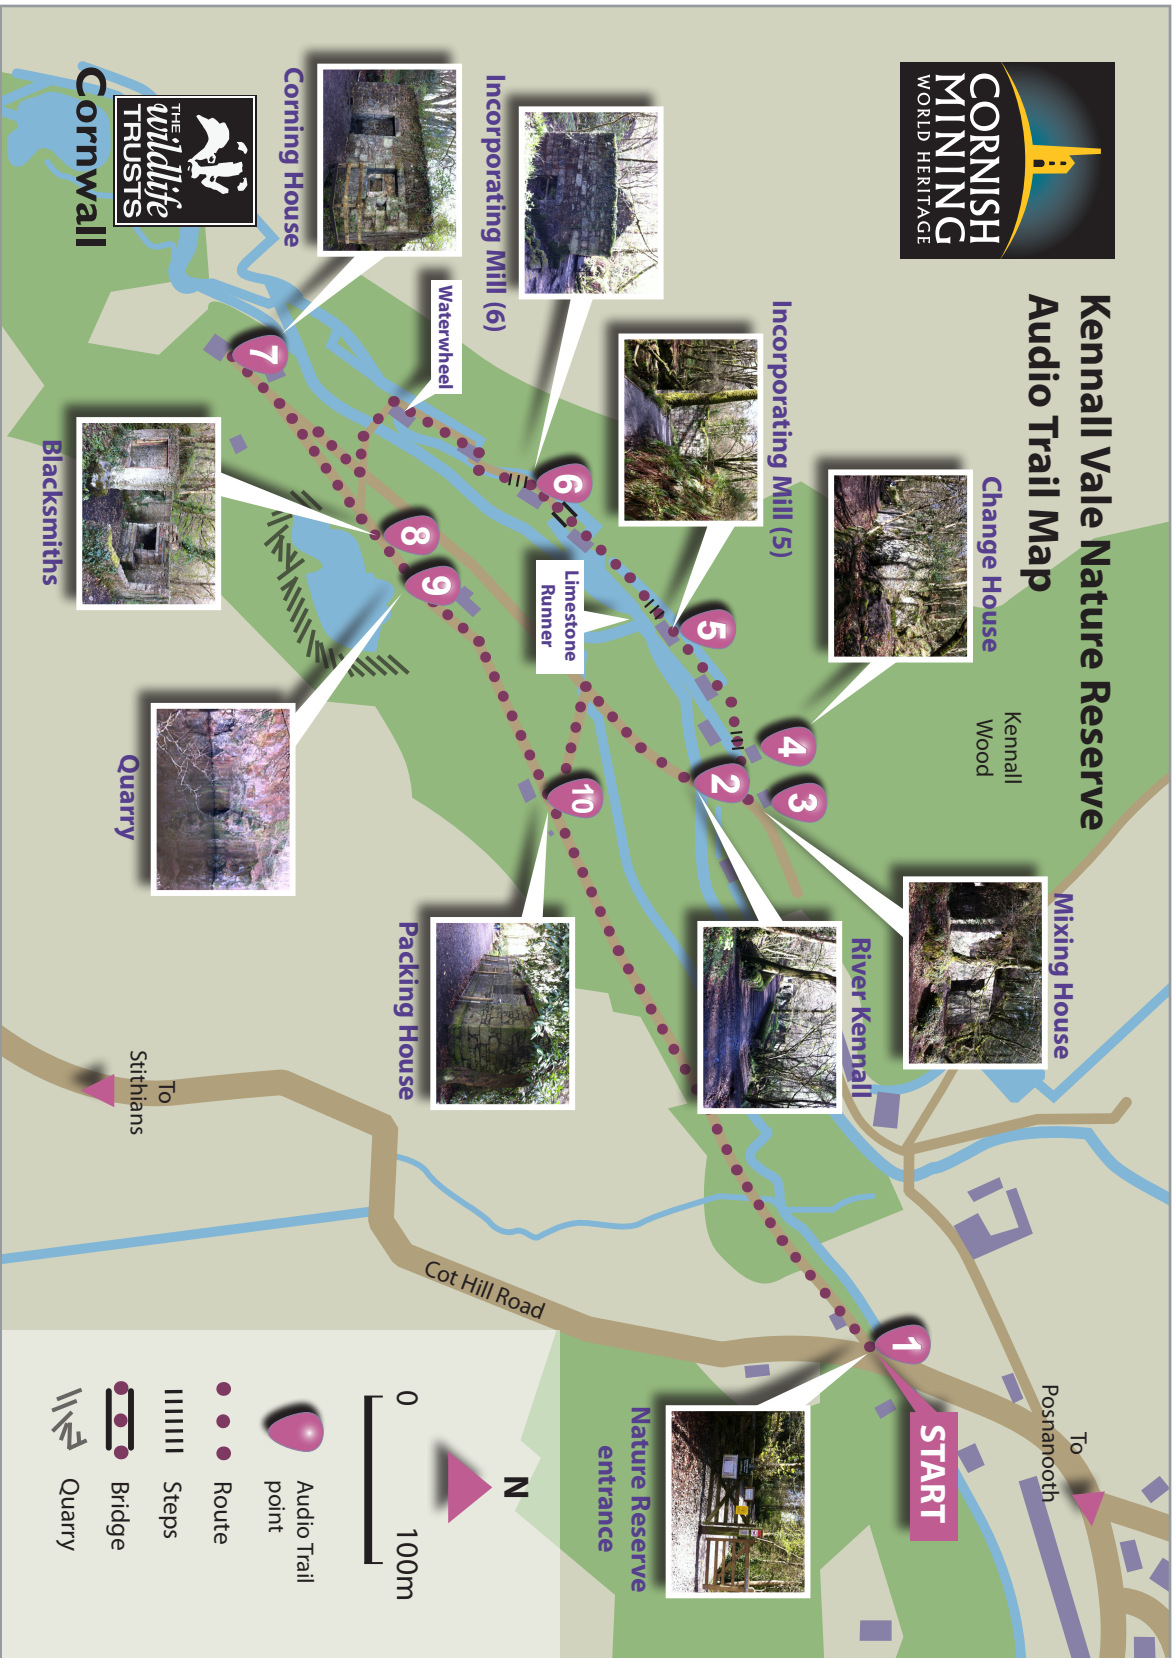 CORNISH
MINING
WORLD HERITAGE
Kennall Vale Nature Reserve
Audio Trail Map
Kennall
Wood
Mixing House
Change House
River Kennall
Incorporating Mill (5)
Incorporating Mill (6)
Waterwheel
Limestone
Runner
Corning House
Blacksmiths
Quarry
Packing House
Nature Reserve
entrance
START
1
2
3
4
5
6
7
8
9
10
To
Posnanooth
Cot Hill Road
To
Stithians
THE
wildlife
TRUSTS
Cornwall
N
0
100m
Audio Trail
point
Route
Steps
Bridge
Quarry